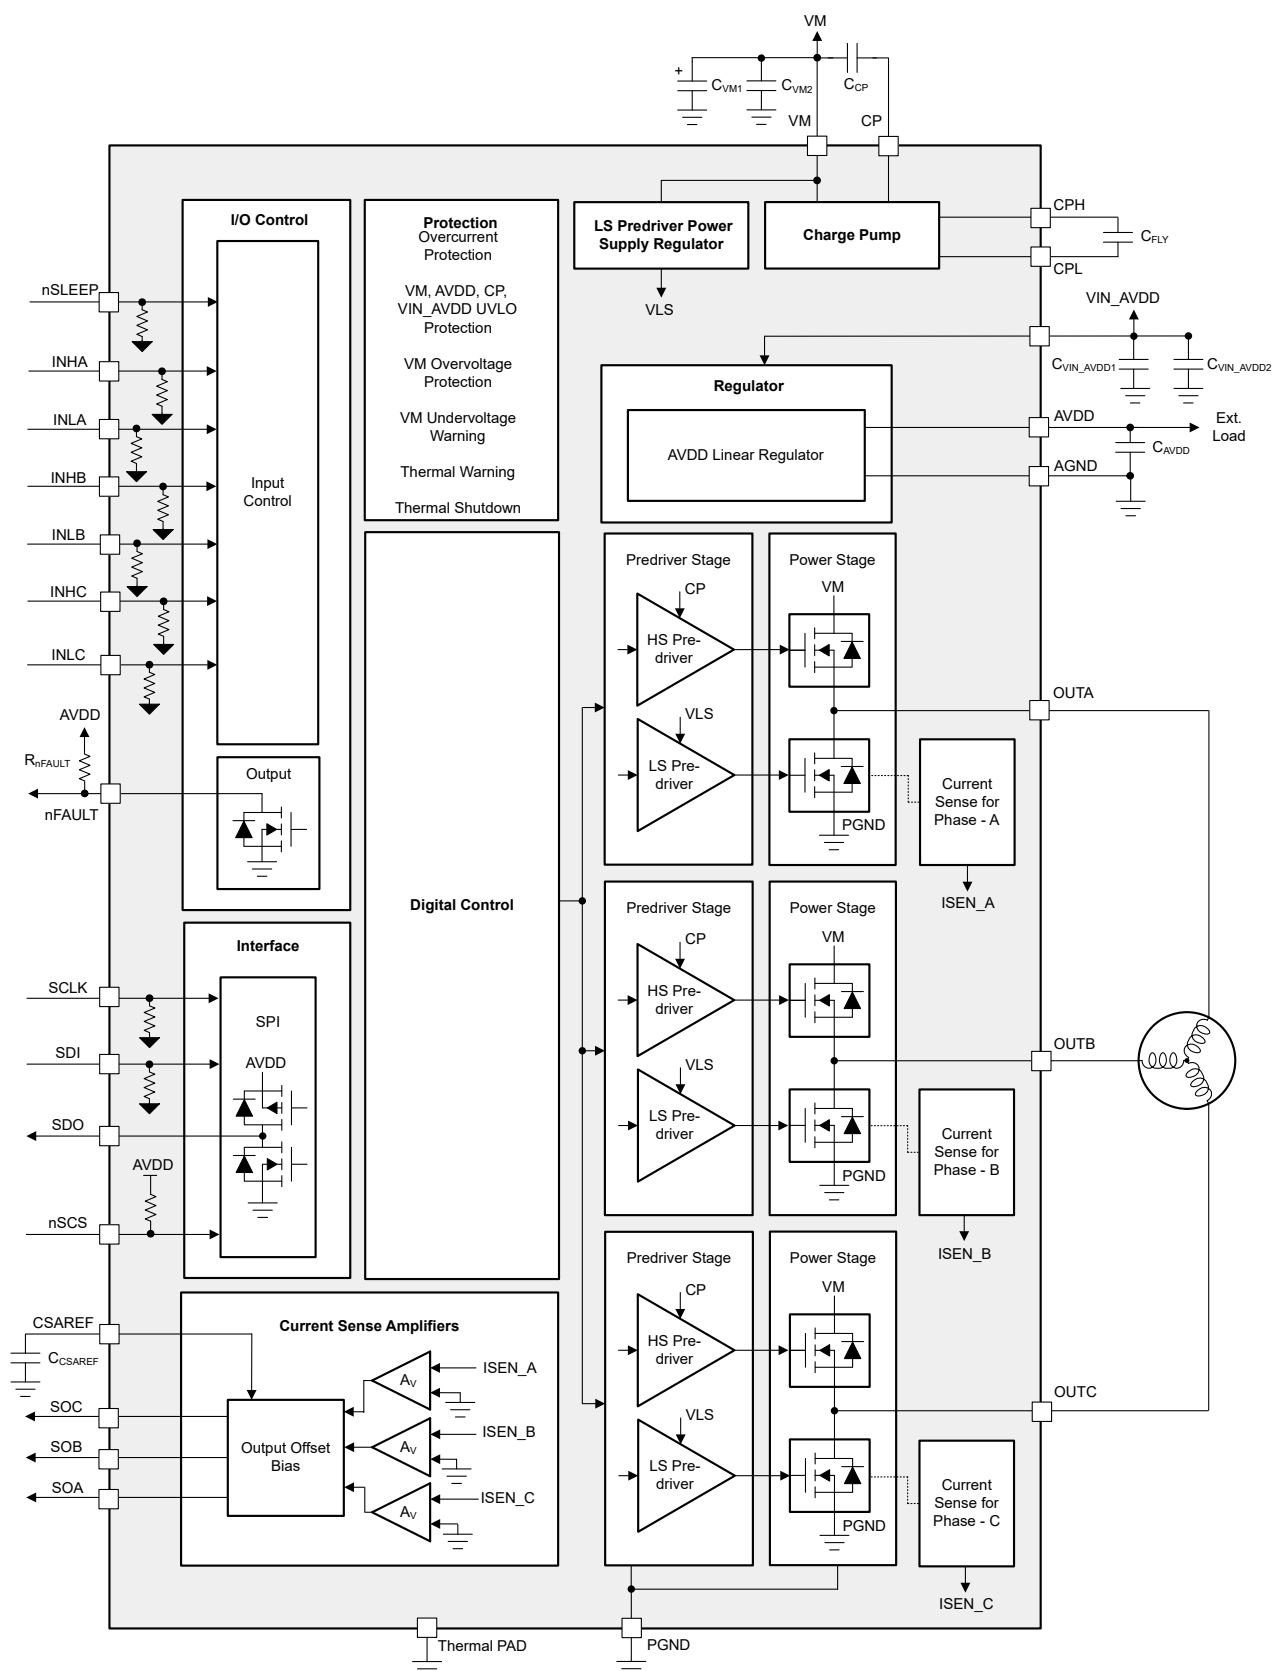 VM
+
CVM1
CVM2
CCP
VM
CP
I/O Control
Input
Control
nSLEEP
INHA
INLA
INHB
INLB
INHC
INLC
AVDD
RnFAULT
nFAULT
Output
Protection
Overcurrent
Protection
VM, AVDD, CP,
VIN_AVDD UVLO
Protection
VM Overvoltage
Protection
VM Undervoltage
Warning
Thermal Warning
Thermal Shutdown
LS Predriver Power
Supply Regulator
VLS
Charge Pump
CPH
CFLY
CPL
VIN_AVDD
CVIN_AVDD1
CVIN_AVDD2
Regulator
AVDD Linear Regulator
AVDD
Ext.
Load
CAVDD
AGND
Digital Control
Predriver Stage
CP
HS Pre-
driver
VLS
LS Pre-
driver
Power Stage
VM
PGND
OUTA
Current
Sense for
Phase - A
ISEN_A
Interface
SPI
AVDD
SCLK
SDI
SDO
AVDD
nSCS
Predriver Stage
CP
HS Pre-
driver
VLS
LS Pre-
driver
Power Stage
VM
PGND
OUTB
Current
Sense for
Phase - B
ISEN_B
Predriver Stage
CP
HS Pre-
driver
VLS
LS Pre-
driver
Power Stage
VM
PGND
OUTC
Current
Sense for
Phase - C
ISEN_C
Current Sense Amplifiers
CSAREF
CCSAREF
SOC
SOB
SOA
Output Offset
Bias
AV
ISEN_A
AV
ISEN_B
AV
ISEN_C
Thermal PAD
PGND